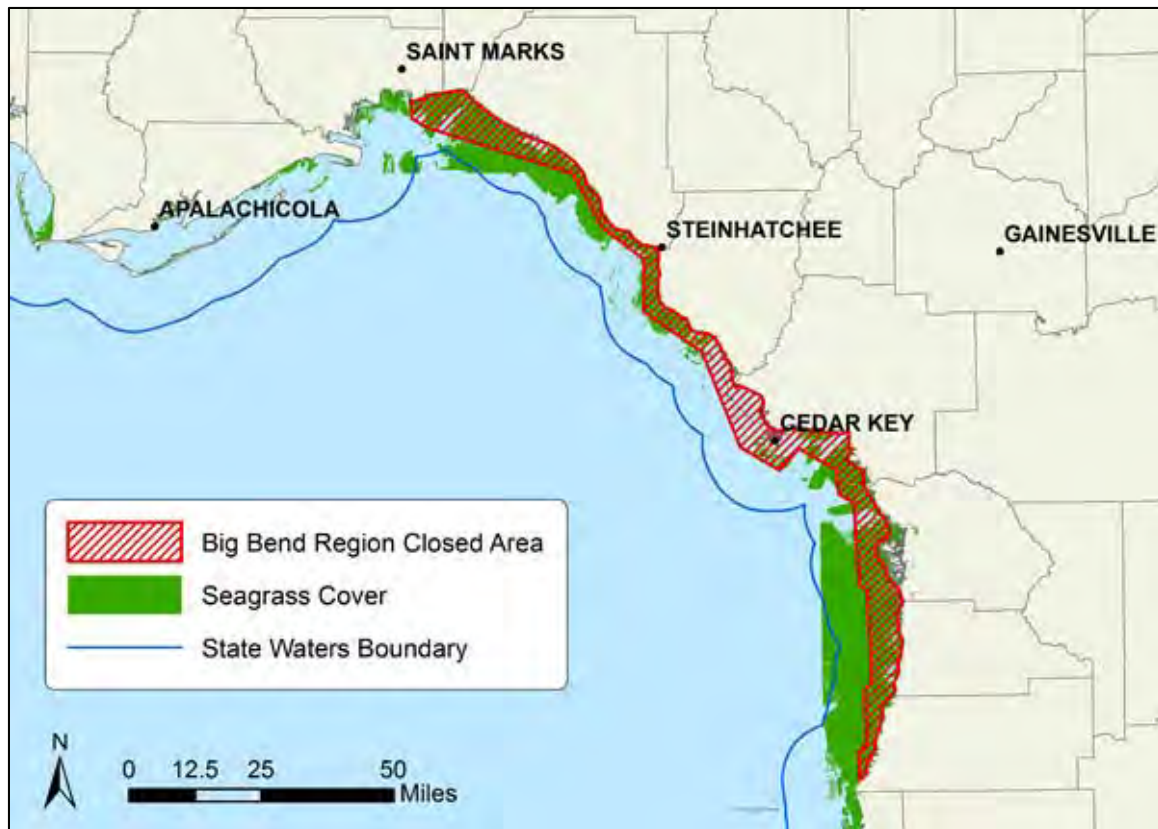 SAINT MARKS
APALACHICOLA
STEINHATCHEE
GAINESVILLE
CEDAR KEY
Big Bend Region Closed Area
Seagrass Cover
State Waters Boundary
N
0 12.5 25 50
Miles